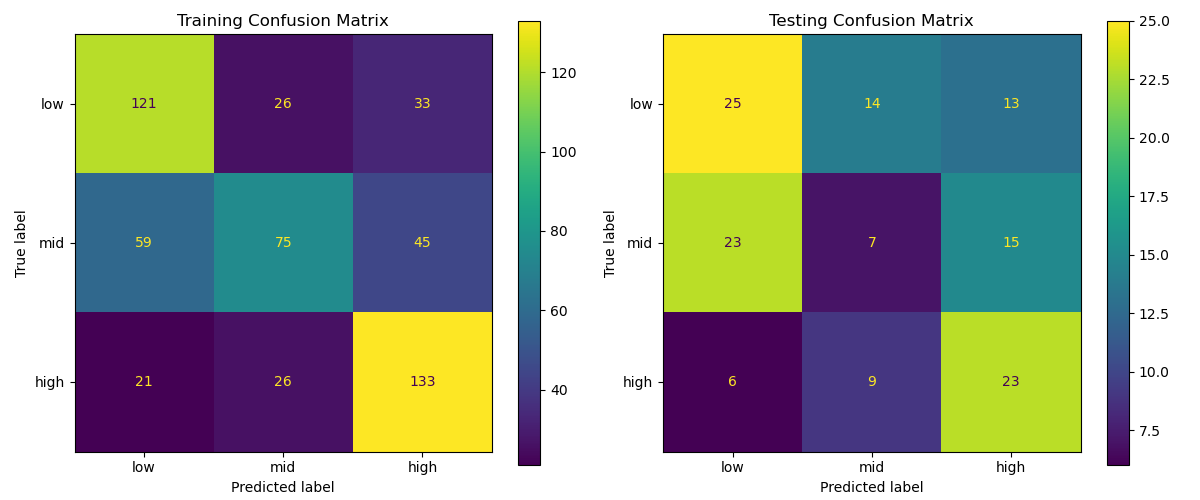 Training Confusion Matrix
True label
low
mid
high
121 26 33
59 75 45
21 26 133
low mid high
Predicted label
120
100
80
60
40
Testing Confusion Matrix
True label
low
mid
high
25 14 13
23 7 15
6 9 23
low mid high
Predicted label
25.0
22.5
20.0
17.5
15.0
12.5
10.0
7.5